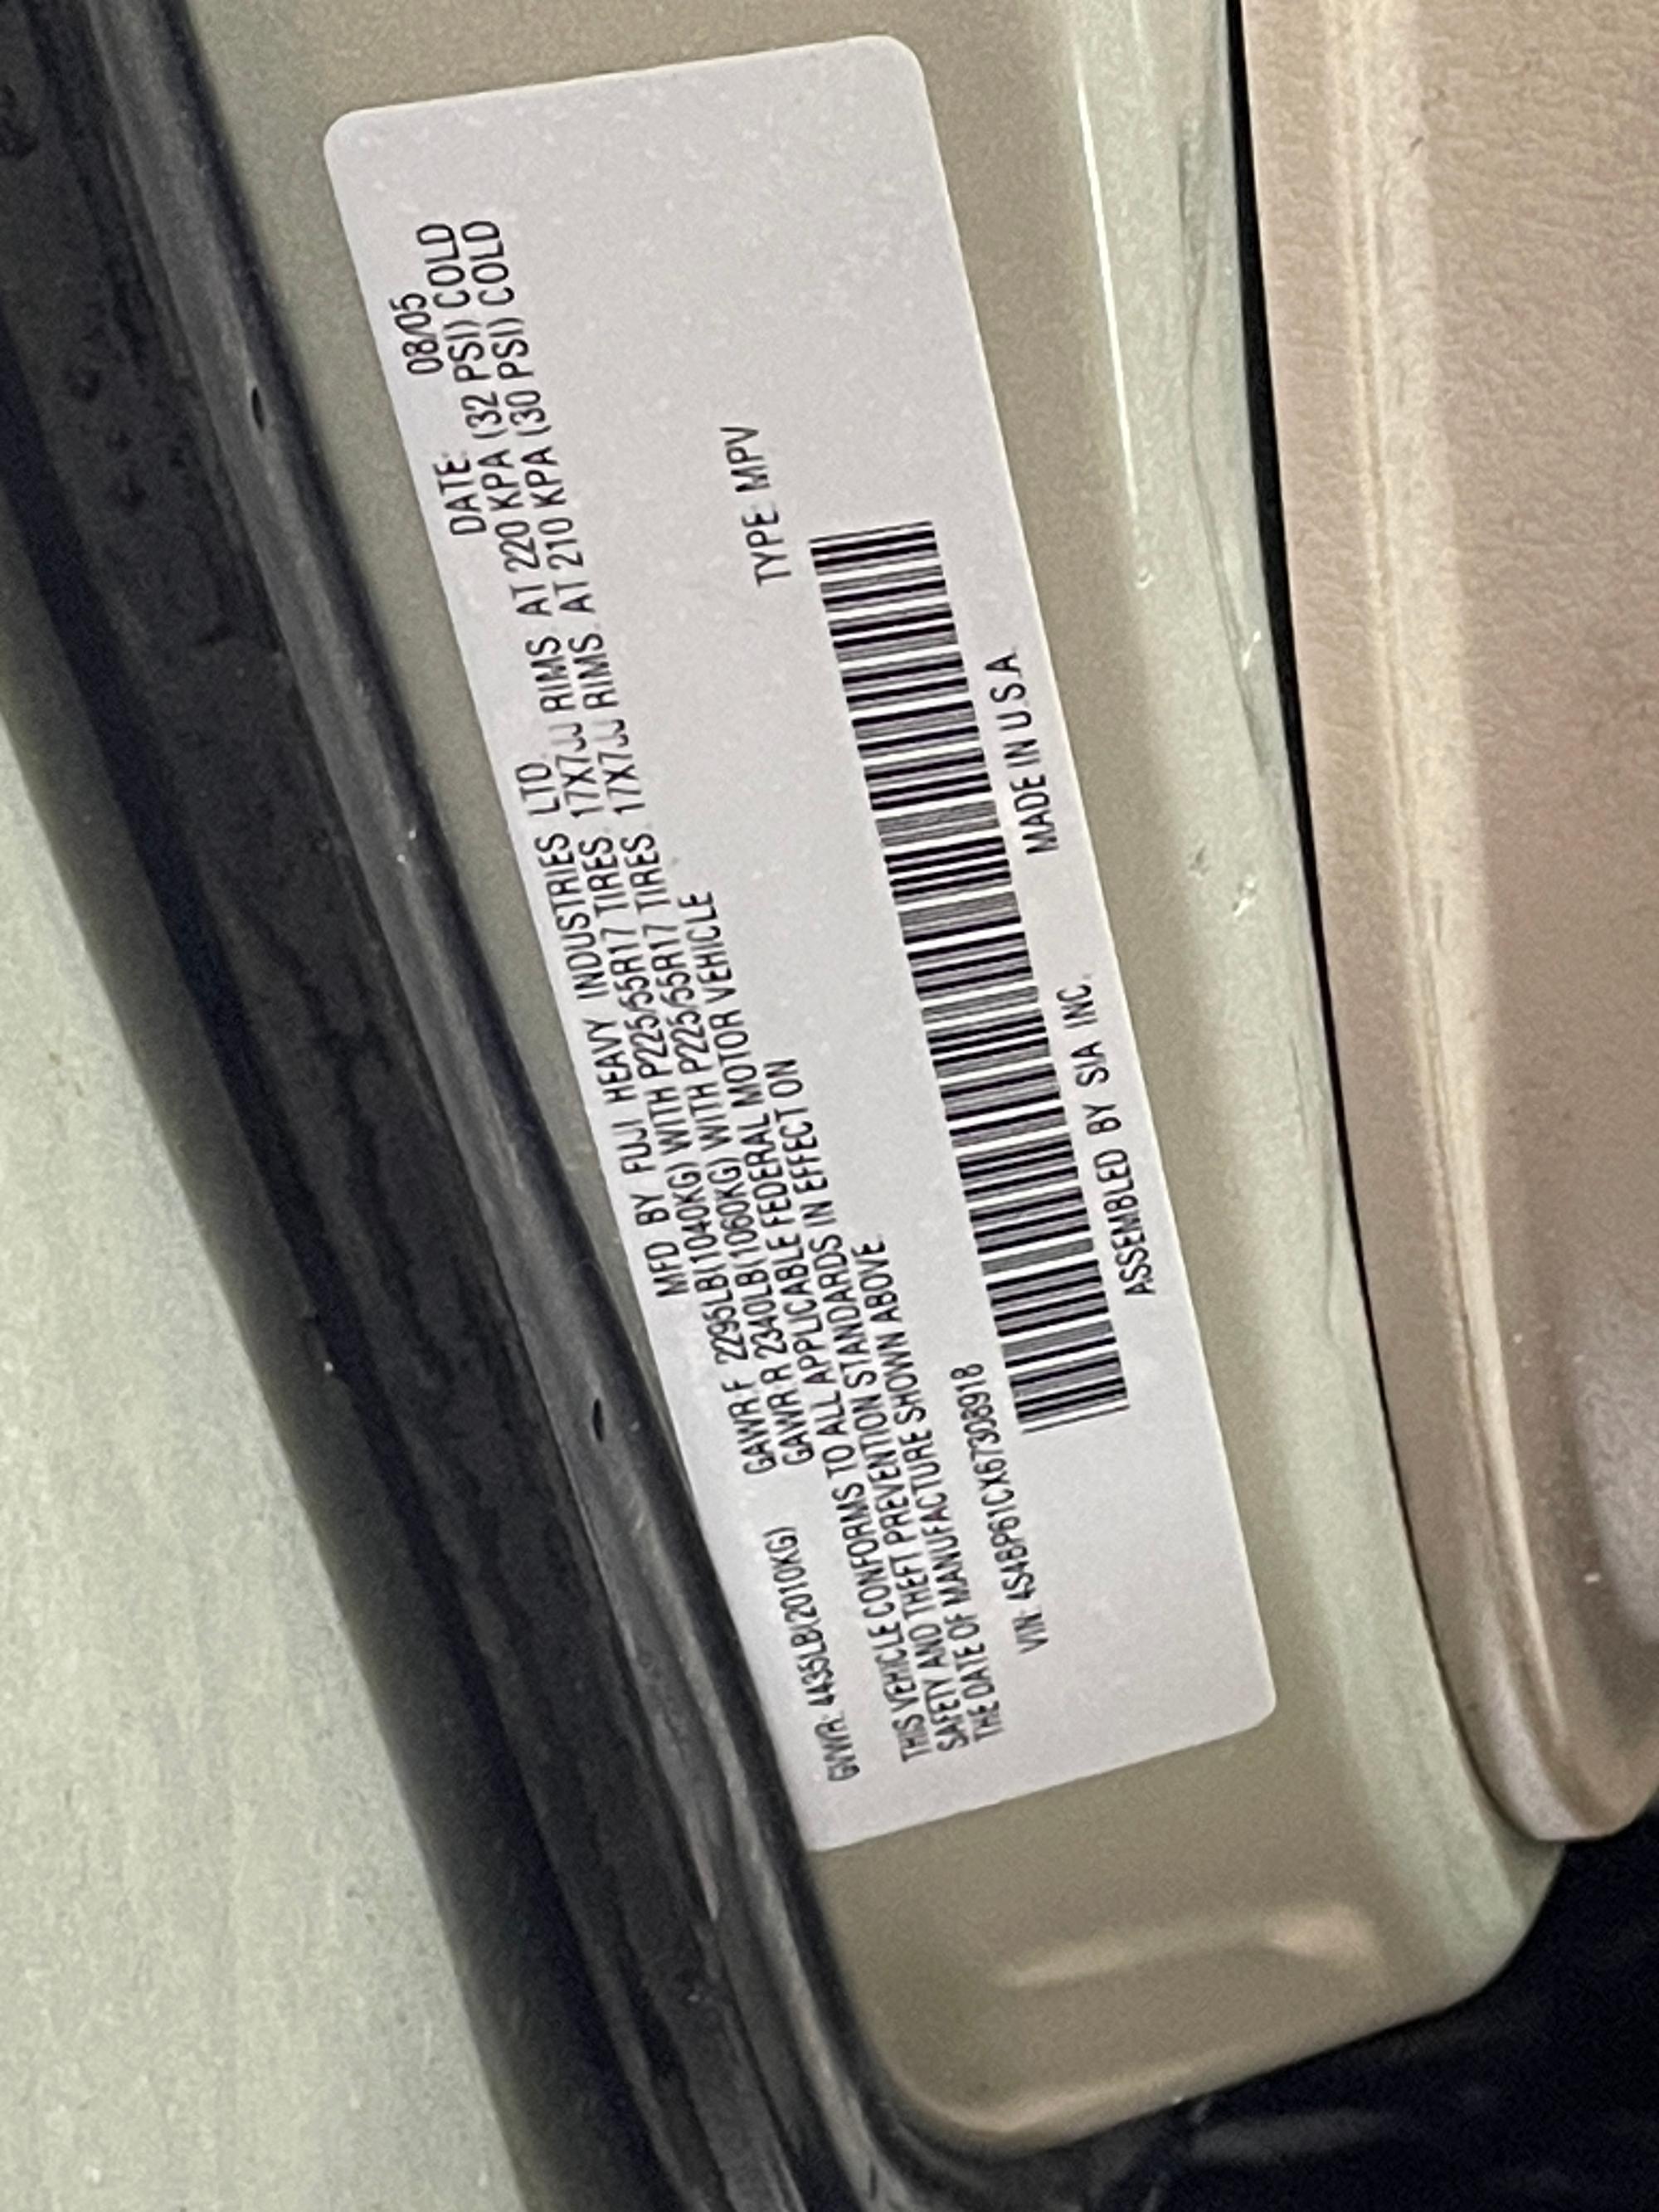 MFD BY FUJI HEAVY INDUSTRIES LTD. DATE: 08/05
GVWR: 4435LB(2010KG) GAWR:F 2295LB(1040KG) WITH P225/55R17 TIRES. 17X7JJ RIMS. AT 220 KPA (32 PSI) COLD
GAWR:R 2340LB(1060KG) WITH P225/55R17 TIRES. 17X7JJ RIMS. AT 210 KPA (30 PSI) COLD
THIS VEHICLE CONFORMS TO ALL APPLICABLE FEDERAL MOTOR VEHICLE
SAFETY AND THEFT PREVENTION STANDARDS IN EFFECT ON
THE DATE OF MANUFACTURE SHOWN ABOVE.
VIN: 4S4BP61CX67308918 TYPE: MPV
ASSEMBLED BY SIA INC. MADE IN U.S.A.